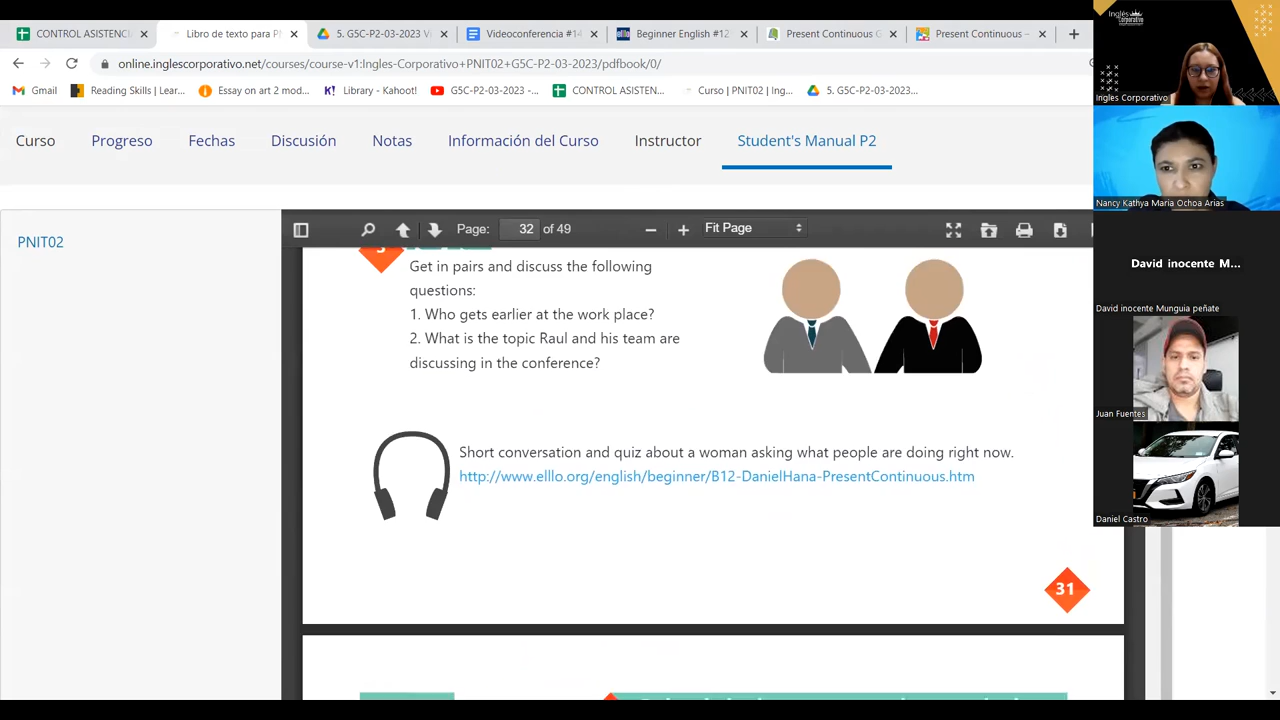 CONTROL ASISTENCI
Libro de texto para P
5. G5C-P2-03-2023
Videoconferencia #14
elllo
Beginner English #12
Present Continuous
Present Continuous –
online.inglescorporativo.net/courses/course-v1:Ingles-Corporativo+PNIT02+G5C-P2-03-2023/pdfbook/0/
Gmail
Reading Skills | Lear...
Essay on art 2 mod...
K!
Library - Kahoot!
G5C-P2-03-2023 -...
CONTROL ASISTEN...
Curso | PNIT02 | Ing...
5. G5C-P2-03-2023...
Curso
Progreso
Fechas
Discusión
Notas
Información del Curso
Instructor
Student's Manual P2
PNIT02
Page: 32 of 49
Fit Page
Get in pairs and discuss the following
questions:
1. Who gets earlier at the work place?
2. What is the topic Raul and his team are
discussing in the conference?
Short conversation and quiz about a woman asking what people are doing right now.
http://www.elllo.org/english/beginner/B12-DanielHana-PresentContinuous.htm
31
Inglés
Corporativo
Ingles Corporativo
Nancy Kathya Maria Ochoa Arias
David inocente M...
David inocente Munguia peñate
Juan Fuentes
Daniel Castro